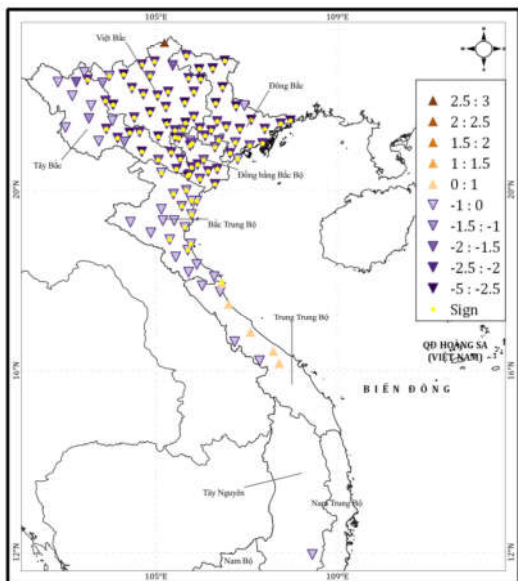 105°E
109°E
Việt Bắc
Đông Bắc
Tây Bắc
20°N
20°N
Đồng bằng Bắc Bộ
Bắc Trung Bộ
Trung Trung Bộ
QĐ HOÀNG SA
(VIỆT NAM)
16°N
16°N
BIỂN ĐÔNG
Tây Nguyên
Nam Trung Bộ
Nam Bộ
12°N
12°N
105°E
109°E
2.5 : 3
2 : 2.5
1.5 : 2
1 : 1.5
0 : 1
-1 : 0
-1.5 : -1
-2 : -1.5
-2.5 : -2
-5 : -2.5
Sign